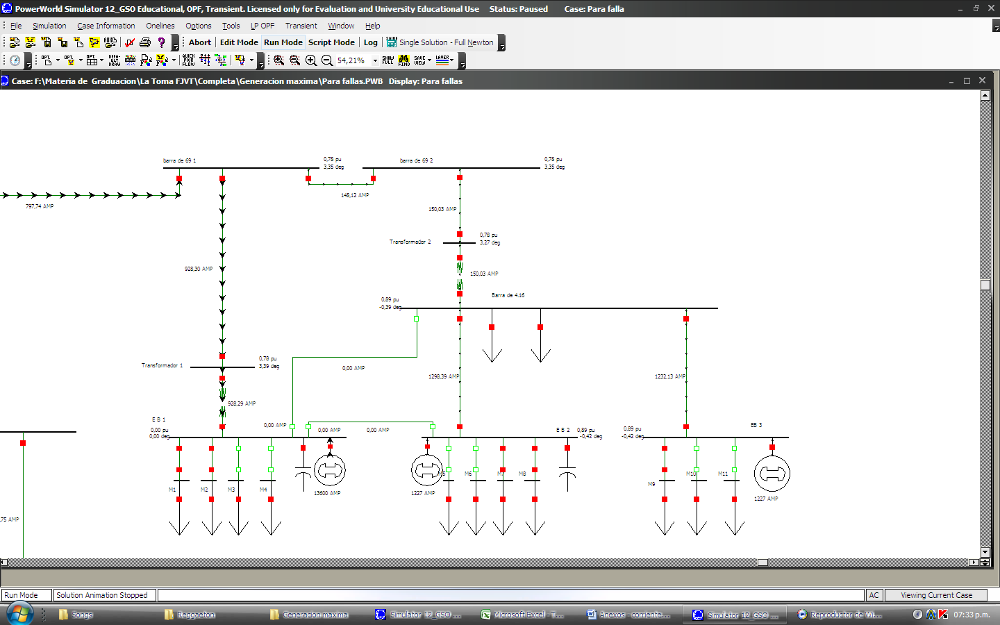 PowerWorld Simulator 12_GSO Educational, OPF, Transient. Licensed only for Evaluation and University Educational Use Status: Paused Case: Para falla
File Simulation Case Information Onelines Options Tools LP OPF Transient Window Help
Abort Edit Mode Run Mode Script Mode Log Single Solution - Full Newton
54,21%
Case: F:\Materia de Graduacion\La Toma FJVT\Completa\Generacion maxima\Para fallas.PWB Display: Para fallas
barra de 69 1
0,78 pu
3,35 deg
barra de 69 2
0,78 pu
3,35 deg
797,74 AMP
148,12 AMP
150,03 AMP
Transformador 2
0,78 pu
3,27 deg
928,30 AMP
150,03 AMP
Barra de 4.16
0,89 pu
-0,39 deg
Transformador 1
0,78 pu
3,39 deg
0,00 AMP
1298,39 AMP
1232,13 AMP
928,29 AMP
E B 1
0,00 pu
0,00 deg
0,00 AMP
0,00 AMP
0,00 AMP
E B 2
0,89 pu
-0,42 deg
0,89 pu
-0,42 deg
EB 3
M1
M2
M3
M4
13600 AMP
1227 AMP
M5
M6
M7
M8
M9
M10
M11
1227 AMP
,75 AMP
Run Mode
Solution Animation Stopped
AC
Viewing Current Case
Songs
Reggaeton
Generacion maxima
Simulator 12_GSO ...
Microsoft Excel - T...
Anexos - corriente...
Simulator 12_GSO ...
Reproductor de Wi...
07:33 p.m.